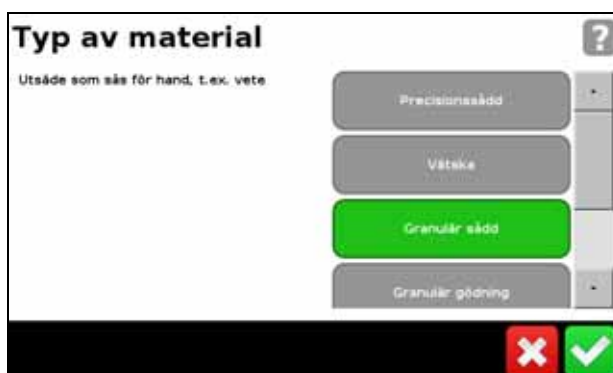 Typ av material
?
Utsäde som sås för hand, t.ex. vete
Precisionssådd
Vätska
Granulär sådd
Granulär gödning